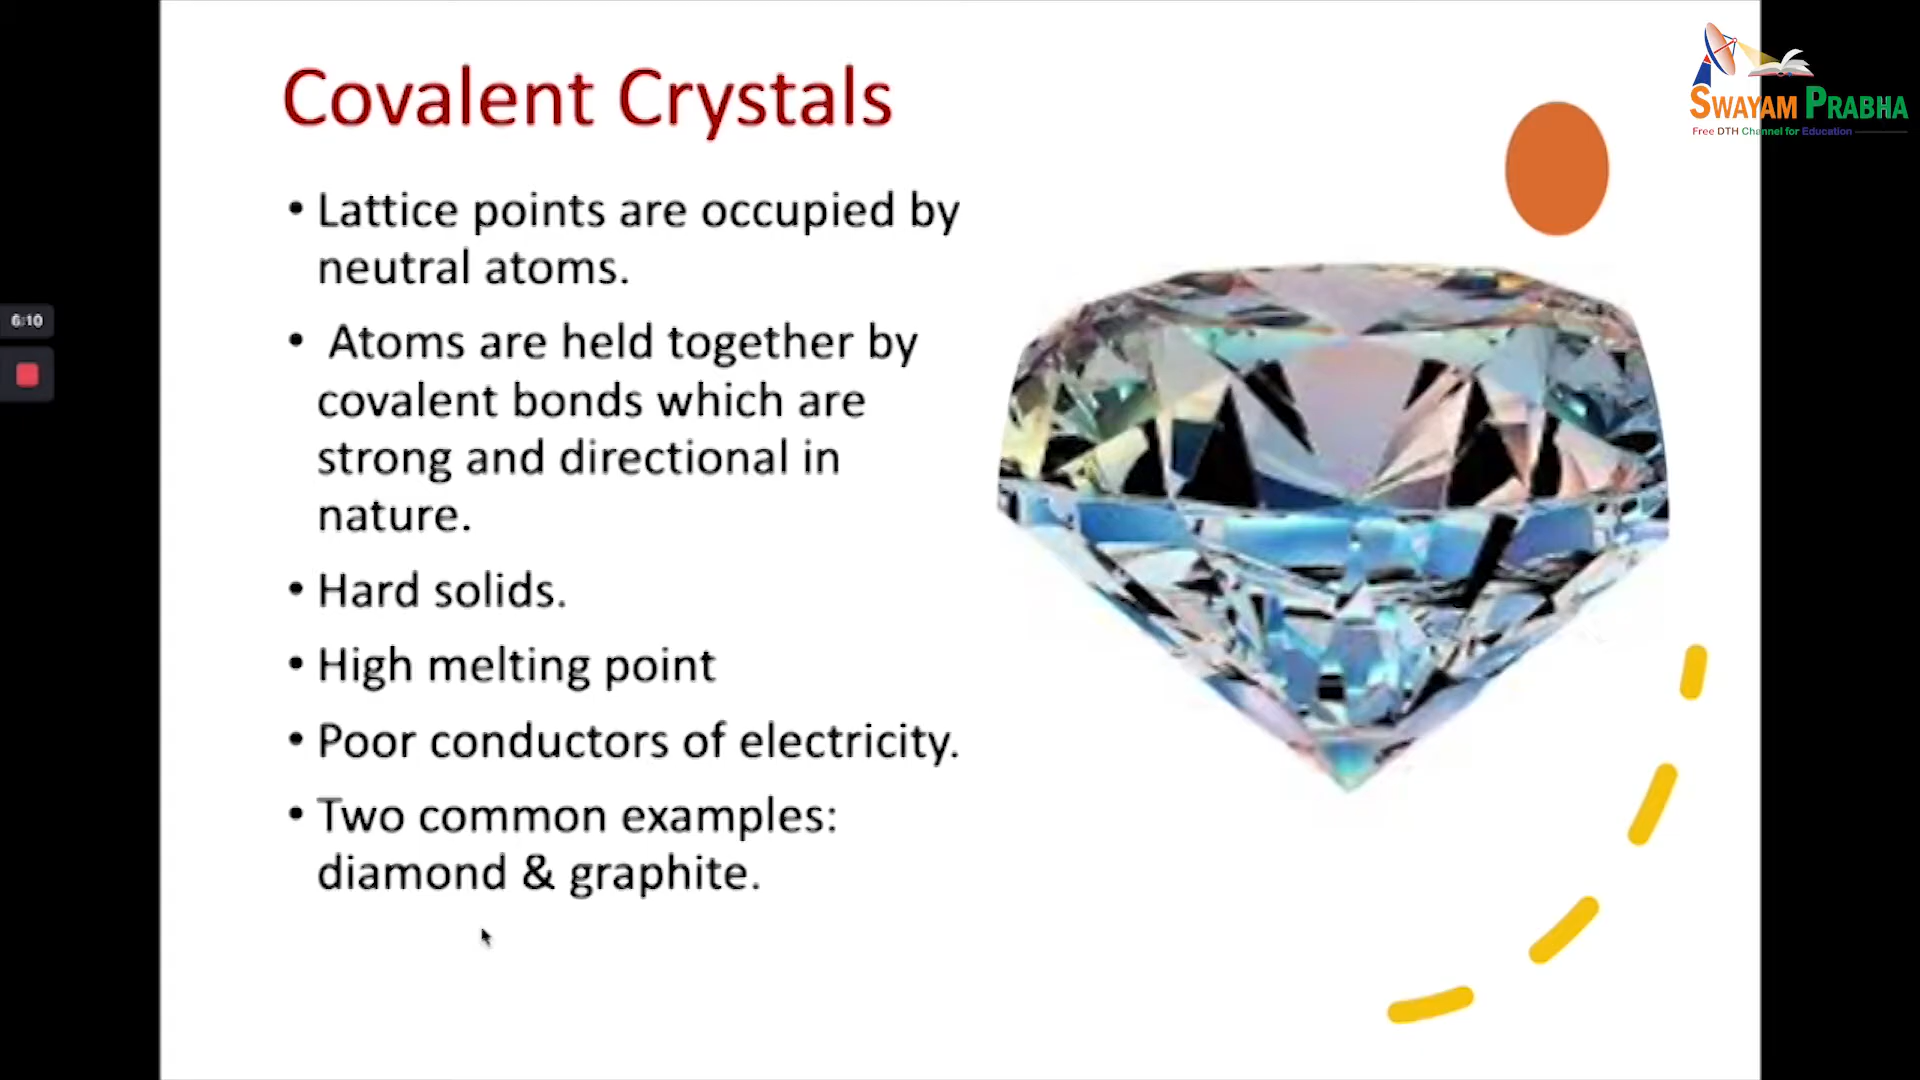 Covalent Crystals
SWAYAM PRABHA
Free DTH Channel for Education
• Lattice points are occupied by
neutral atoms.
• Atoms are held together by
covalent bonds which are
strong and directional in
nature.
• Hard solids.
• High melting point
• Poor conductors of electricity.
• Two common examples:
diamond & graphite.
6:10